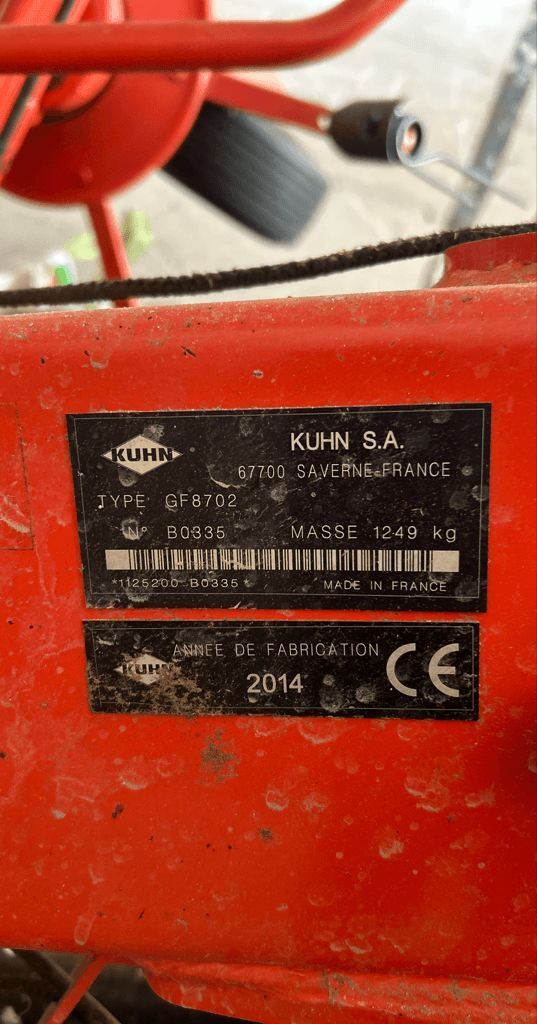 KUHN
KUHN S.A.
67700 SAVERNE-FRANCE
TYPE GF8702
N° B0335 MASSE 1249 kg
*1125200 B0335*
MADE IN FRANCE
KUHN
ANNEE DE FABRICATION
2014
CE